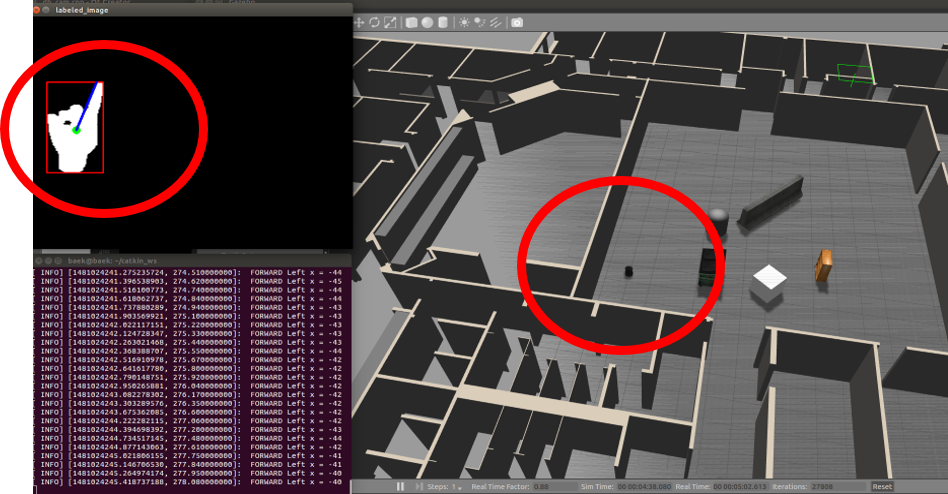 labeled_image
baek@baek: ~/catkin_ws
[ INFO] [1481024241.275235724, 274.510000000]: FORWARD Left x = -44
[ INFO] [1481024241.396538903, 274.620000000]: FORWARD Left x = -45
[ INFO] [1481024241.516100773, 274.740000000]: FORWARD Left x = -44
[ INFO] [1481024241.618062737, 274.840000000]: FORWARD Left x = -44
[ INFO] [1481024241.737880289, 274.940000000]: FORWARD Left x = -43
[ INFO] [1481024241.903569921, 275.100000000]: FORWARD Left x = -43
[ INFO] [1481024242.022117151, 275.220000000]: FORWARD Left x = -43
[ INFO] [1481024242.124728347, 275.330000000]: FORWARD Left x = -43
[ INFO] [1481024242.263021468, 275.440000000]: FORWARD Left x = -43
[ INFO] [1481024242.368388707, 275.550000000]: FORWARD Left x = -44
[ INFO] [1481024242.516910978, 275.670000000]: FORWARD Left x = -42
[ INFO] [1481024242.641617780, 275.800000000]: FORWARD Left x = -42
[ INFO] [1481024242.790148751, 275.920000000]: FORWARD Left x = -42
[ INFO] [1481024242.950265881, 276.040000000]: FORWARD Left x = -42
[ INFO] [1481024243.082278302, 276.170000000]: FORWARD Left x = -42
[ INFO] [1481024243.303289576, 276.350000000]: FORWARD Left x = -42
[ INFO] [1481024243.675362085, 276.600000000]: FORWARD Left x = -42
[ INFO] [1481024244.222282115, 277.060000000]: FORWARD Left x = -42
[ INFO] [1481024244.394698392, 277.200000000]: FORWARD Left x = -43
[ INFO] [1481024244.734517145, 277.480000000]: FORWARD Left x = -44
[ INFO] [1481024244.877143063, 277.610000000]: FORWARD Left x = -42
[ INFO] [1481024245.021886155, 277.750000000]: FORWARD Left x = -41
[ INFO] [1481024245.146706530, 277.840000000]: FORWARD Left x = -41
[ INFO] [1481024245.264974174, 277.950000000]: FORWARD Left x = -40
[ INFO] [1481024245.418737188, 278.080000000]: FORWARD Left x = -40
Steps: 1 Real Time Factor: 0.88 Sim Time: 00 00:04:38.080 Real Time: 00 00:05:02.613 Iterations: 27808 Reset